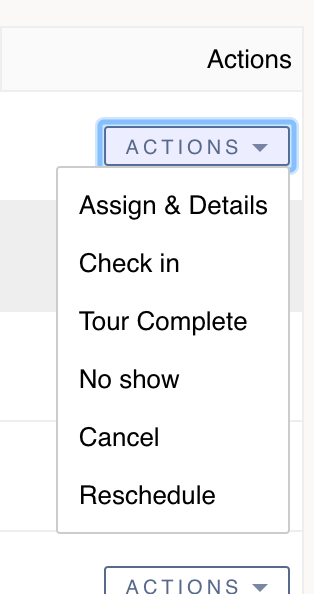 Actions
ACTIONS
Assign & Details
Check in
Tour Complete
No show
Cancel
Reschedule
ACTIONS